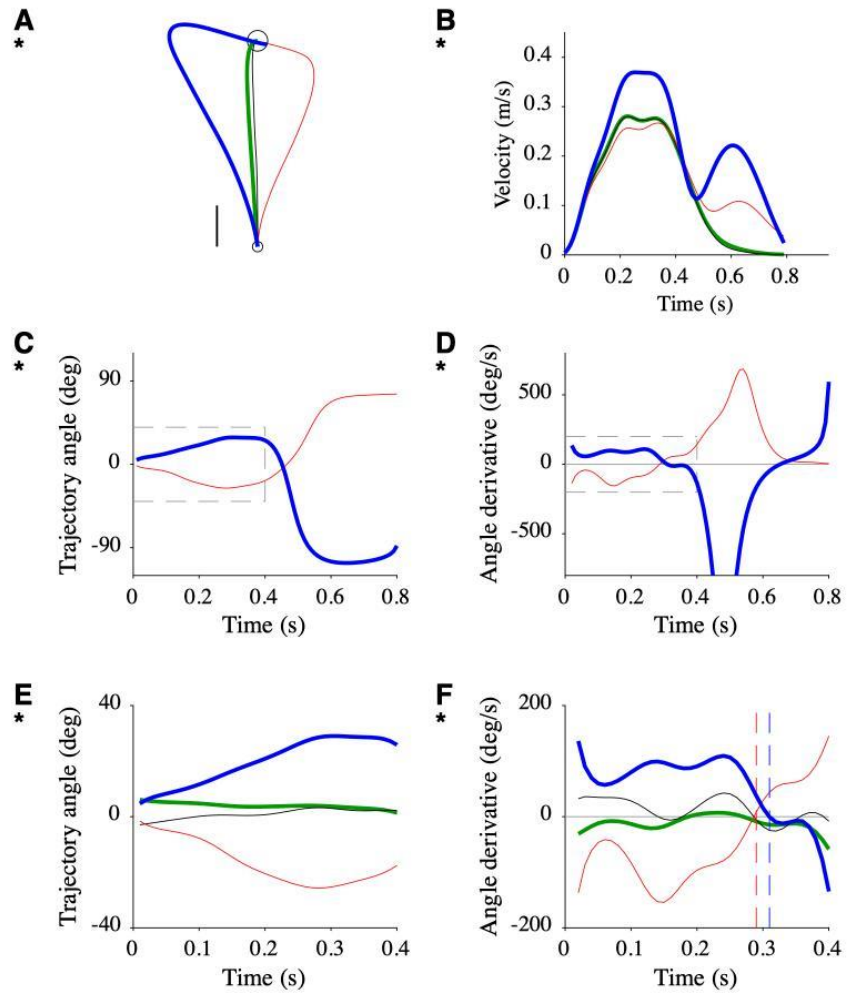 A
*
B
*
Velocity (m/s)
0.4
0.3
0.2
0.1
0
0 0.2 0.4 0.6 0.8
Time (s)
C
*
Trajectory angle (deg)
90
0
-90
0 0.2 0.4 0.6 0.8
Time (s)
D
*
Angle derivative (deg/s)
500
0
-500
0 0.2 0.4 0.6 0.8
Time (s)
E
*
Trajectory angle (deg)
40
0
-40
0 0.1 0.2 0.3 0.4
Time (s)
F
*
Angle derivative (deg/s)
200
0
-200
0 0.1 0.2 0.3 0.4
Time (s)